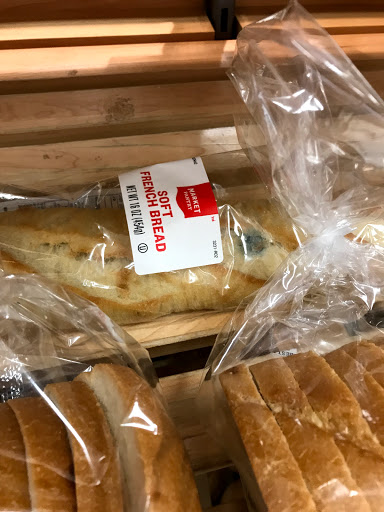 MARKET
PANTRY
SOFT
FRENCH BREAD
NET WT 16 OZ (454g)